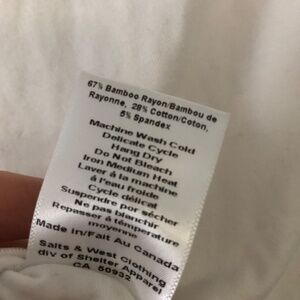 67% Bamboo Rayon/Bambou de
Rayonne, 28% Cotton/Coton,
5% Spandex
Machine Wash Cold
Delicate Cycle
Hang Dry
Do Not Bleach
Iron Medium Heat
Laver à la machine
à l'eau froide
Cycle délicat
Suspendre por sécher
Ne pas blanchir
Repasser à témperature
moyenne
Made in/Fait Au Canada
Salts & West Clothing
div of Shelter Apparel
CA 50932